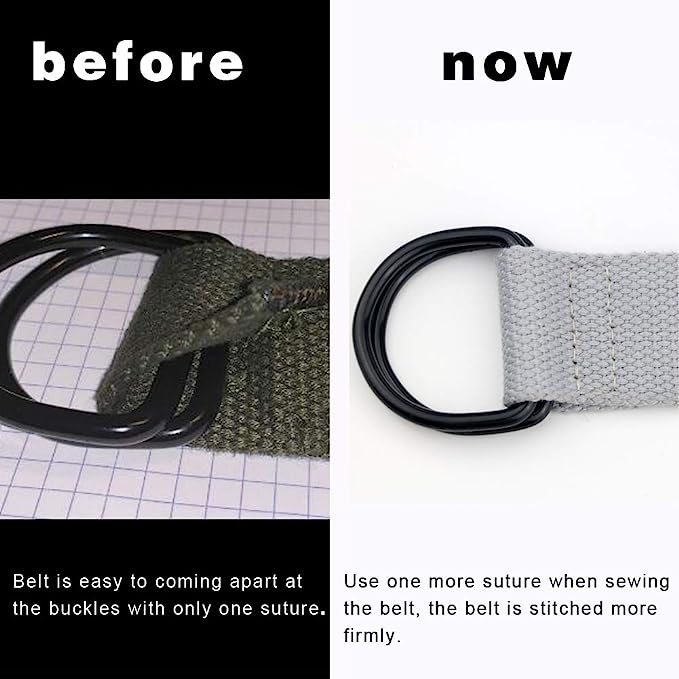 before
now
Belt is easy to coming apart at
the buckles with only one suture.
Use one more suture when sewing
the belt, the belt is stitched more
firmly.